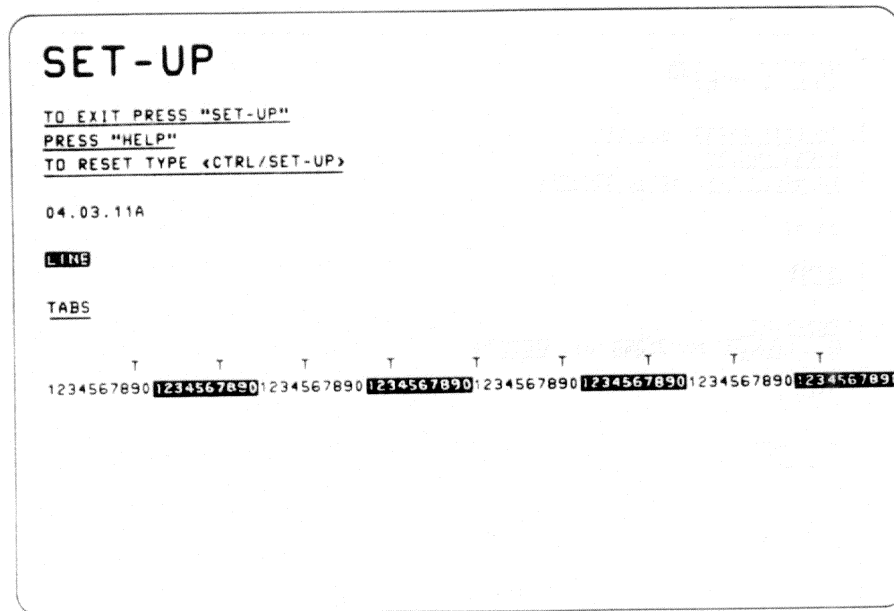 SET-UP
TO EXIT PRESS "SET-UP"
PRESS "HELP"
TO RESET TYPE <CTRL/SET-UP>
04.03.11A
LINE
TABS
T T T T T T T T T
12345678901234567890123456789012345678901234567890123456789012345678901234567890